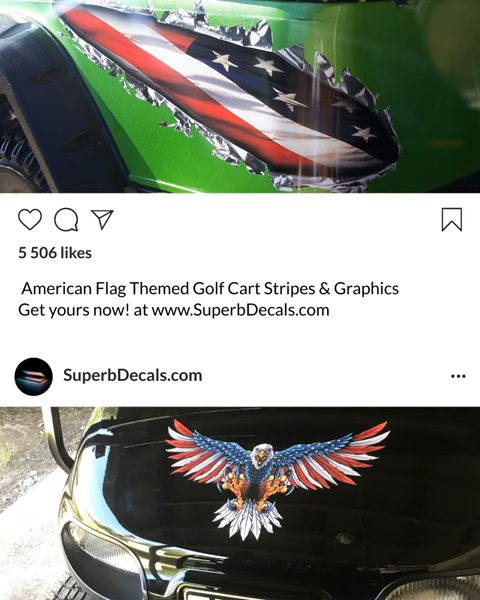 5 506 likes
American Flag Themed Golf Cart Stripes & Graphics
Get yours now! at www.SuperbDecals.com
SuperbDecals.com